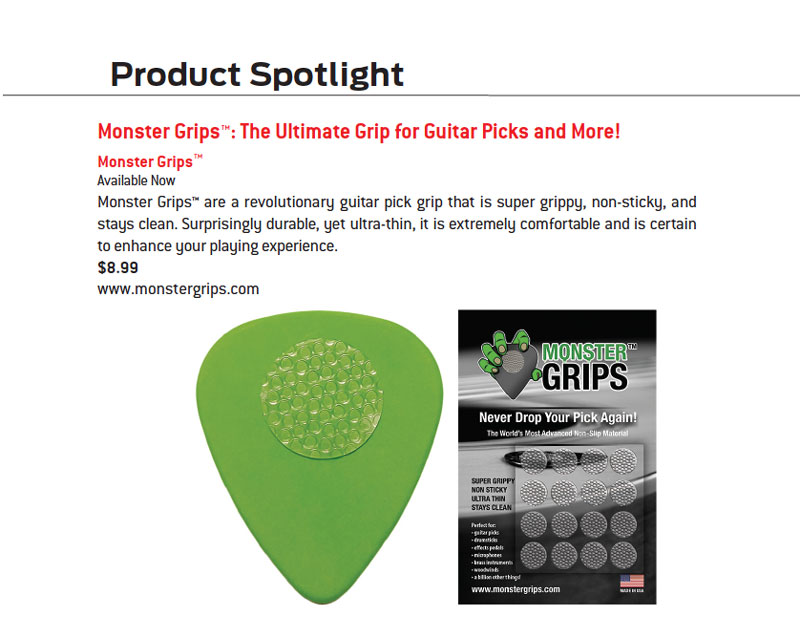 Product Spotlight
Monster Grips™: The Ultimate Grip for Guitar Picks and More!
Monster Grips™
Available Now
Monster Grips™ are a revolutionary guitar pick grip that is super grippy, non-sticky, and
stays clean. Surprisingly durable, yet ultra-thin, it is extremely comfortable and is certain
to enhance your playing experience.
$8.99
www.monstergrips.com
MONSTER™
GRIPS
Never Drop Your Pick Again!
The World's Most Advanced Non-Slip Material
SUPER GRIPPY
NON STICKY
ULTRA THIN
STAYS CLEAN
Perfect for:
• guitar picks
• drumsticks
• effects pedals
• microphones
• brass instruments
• woodwinds
• a billion other things!
www.monstergrips.com
MADE IN USA